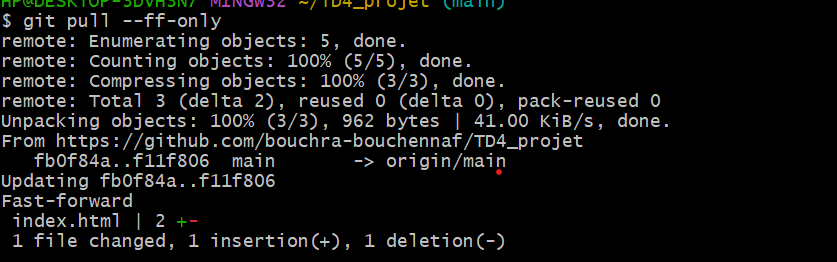 HP@DESKTOP-3DVH3N7 MINGW32 ~/TD4_projet (main)
$ git pull --ff-only
remote: Enumerating objects: 5, done.
remote: Counting objects: 100% (5/5), done.
remote: Compressing objects: 100% (3/3), done.
remote: Total 3 (delta 2), reused 0 (delta 0), pack-reused 0
Unpacking objects: 100% (3/3), 962 bytes | 41.00 KiB/s, done.
From https://github.com/bouchra-bouchennaf/TD4_projet
   fb0f84a..f11f806  main       -> origin/main
Updating fb0f84a..f11f806
Fast-forward
 index.html | 2 +-
 1 file changed, 1 insertion(+), 1 deletion(-)